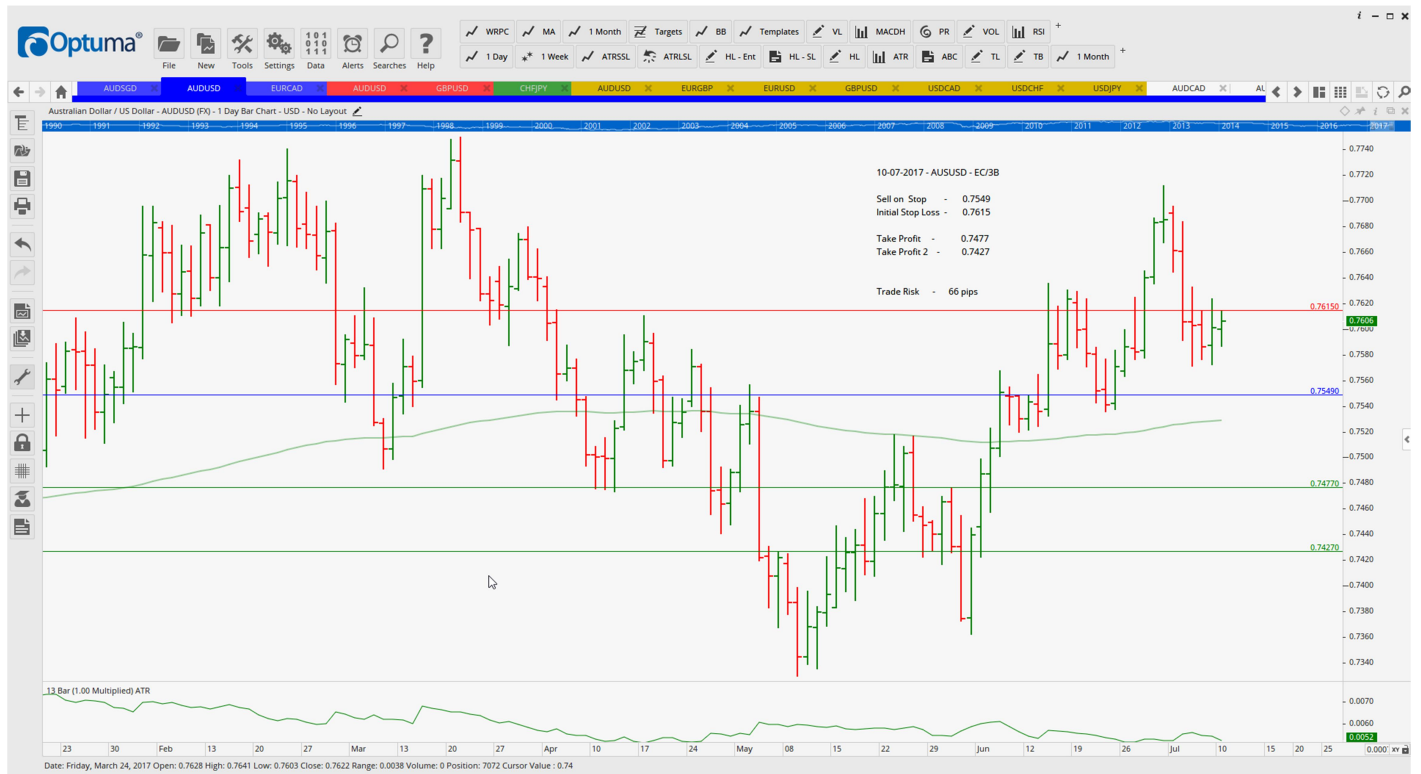 Optuma®
File
New
Tools
Settings
Data
Alerts
Searches
Help
WRPC MA 1 Month Targets BB Templates VL MACDH PR VOL RSI +
1 Day 1 Week ATRSSL ATRLSL HL - Ent HL - SL HL ATR ABC TL TB 1 Month +
AUDSGD AUDUSD EURCAD AUDUSD GBPUSD CHFJPY AUDUSD EURGBP EURUSD GBPUSD USDCAD USDCHF USDJPY AUDCAD
Australian Dollar / US Dollar - AUDUSD (FX) - 1 Day Bar Chart - USD - No Layout
1990 1991 1992 1993 1994 1995 1996 1997 1998 1999 2000 2001 2002 2003 2004 2005 2006 2007 2008 2009 2010 2011 2012 2013 2014 2015 2016 2017
10-07-2017 - AUSUSD - EC/3B
Sell on Stop - 0.7549
Initial Stop Loss - 0.7615
Take Profit - 0.7477
Take Profit 2 - 0.7427
Trade Risk - 66 pips
0.76150
0.75490
0.74770
0.74270
0.7740
0.7720
0.7700
0.7680
0.7660
0.7640
0.7620
0.7606
0.7600
0.7580
0.7560
0.7540
0.7520
0.7500
0.7480
0.7460
0.7440
0.7420
0.7400
0.7380
0.7360
0.7340
13 Bar (1.00 Multiplied) ATR
0.0070
0.0060
0.0052
23 30 Feb 13 20 27 Mar 13 20 27 Apr 10 17 24 May 08 15 22 29 Jun 12 19 26 Jul 10 15 20 25
XY
Date: Friday, March 24, 2017 Open: 0.7628 High: 0.7641 Low: 0.7603 Close: 0.7622 Range: 0.0038 Volume: 0 Position: 7072 Cursor Value : 0.74